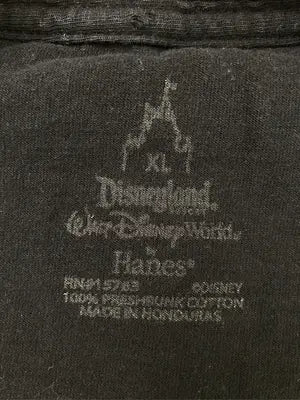 XL
Disneyland
RESORT
Walt Disney World
by
Hanes®
RN#15763 ©DISNEY
100% PRESHRUNK COTTON
MADE IN HONDURAS